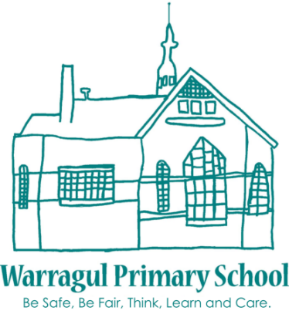 Warragul Primary School
Be Safe, Be Fair, Think, Learn and Care.